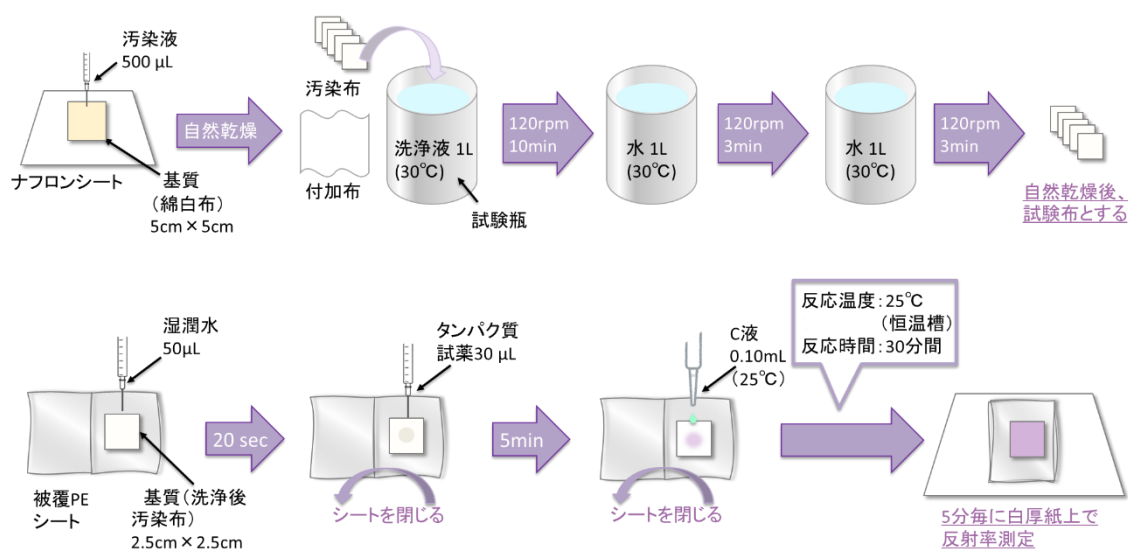 汚染液
500 µL
ナフロンシート
基質
（綿白布）
5cm×5cm
自然乾燥
汚染布
付加布
洗浄液 1L
(30℃)
試験瓶
120rpm
10min
水 1L
(30℃)
120rpm
3min
水 1L
(30℃)
120rpm
3min
自然乾燥後、
試験布とする
湿潤水
50µL
被覆PE
シート
基質（洗浄後
汚染布）
2.5cm×2.5cm
20 sec
タンパク質
試薬30 µL
シートを閉じる
5min
C液
0.10mL
（25℃）
シートを閉じる
反応温度：25℃
（恒温槽）
反応時間：30分間
5分毎に白厚紙上で
反射率測定